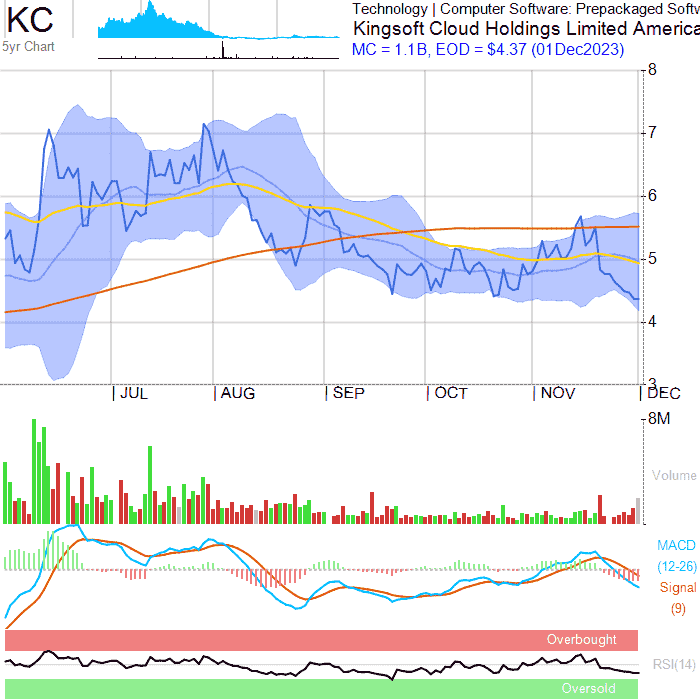 KC
5yr Chart
Technology | Computer Software: Prepackaged Softw
Kingsoft Cloud Holdings Limited America
MC = 1.1B, EOD = $4.37 (01Dec2023)
8
7
6
5
4
3
JUL
AUG
SEP
OCT
NOV
DEC
8M
Volume
MACD
(12-26)
Signal
(9)
Overbought
RSI(14)
Oversold